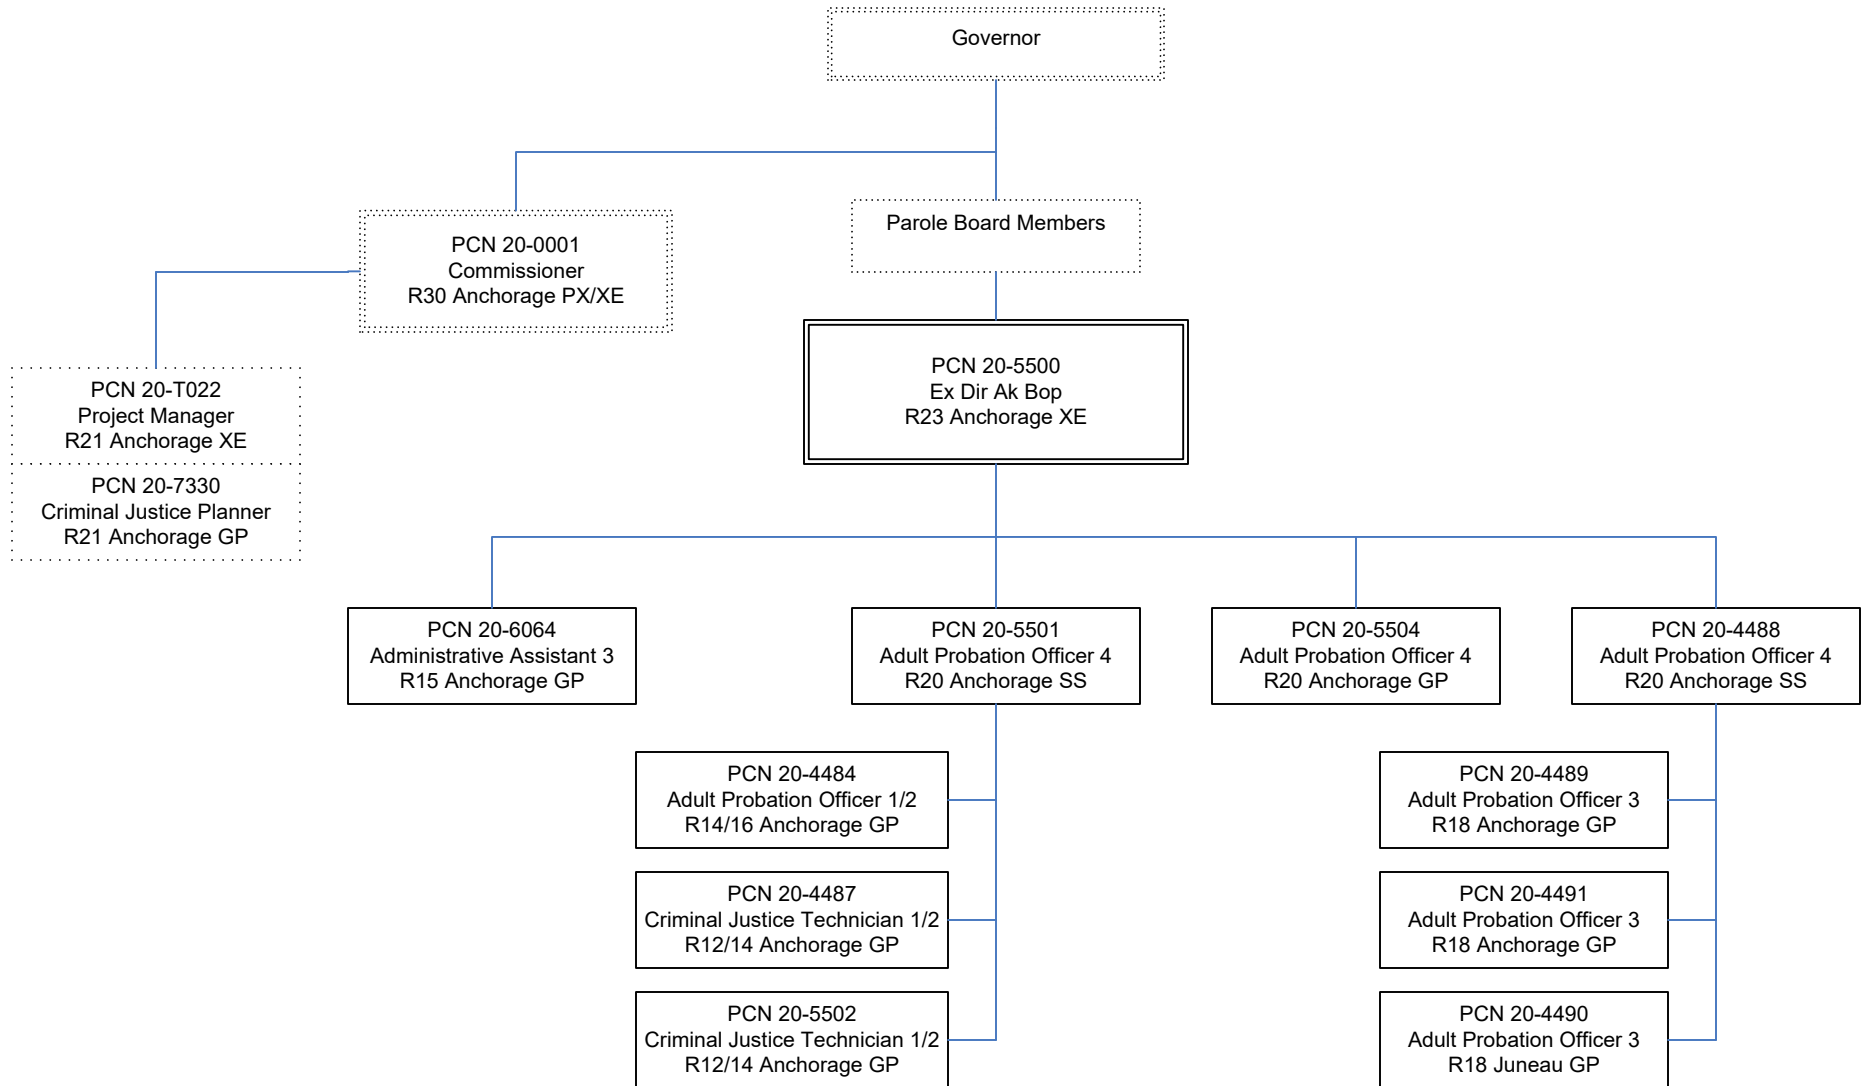 Governor
Parole Board Members
PCN 20-0001
Commissioner
R30 Anchorage PX/XE
PCN 20-5500
Ex Dir Ak Bop
R23 Anchorage XE
PCN 20-T022
Project Manager
R21 Anchorage XE
PCN 20-7330
Criminal Justice Planner
R21 Anchorage GP
PCN 20-6064
Administrative Assistant 3
R15 Anchorage GP
PCN 20-5501
Adult Probation Officer 4
R20 Anchorage SS
PCN 20-5504
Adult Probation Officer 4
R20 Anchorage GP
PCN 20-4488
Adult Probation Officer 4
R20 Anchorage SS
PCN 20-4484
Adult Probation Officer 1/2
R14/16 Anchorage GP
PCN 20-4489
Adult Probation Officer 3
R18 Anchorage GP
PCN 20-4487
Criminal Justice Technician 1/2
R12/14 Anchorage GP
PCN 20-4491
Adult Probation Officer 3
R18 Anchorage GP
PCN 20-5502
Criminal Justice Technician 1/2
R12/14 Anchorage GP
PCN 20-4490
Adult Probation Officer 3
R18 Juneau GP